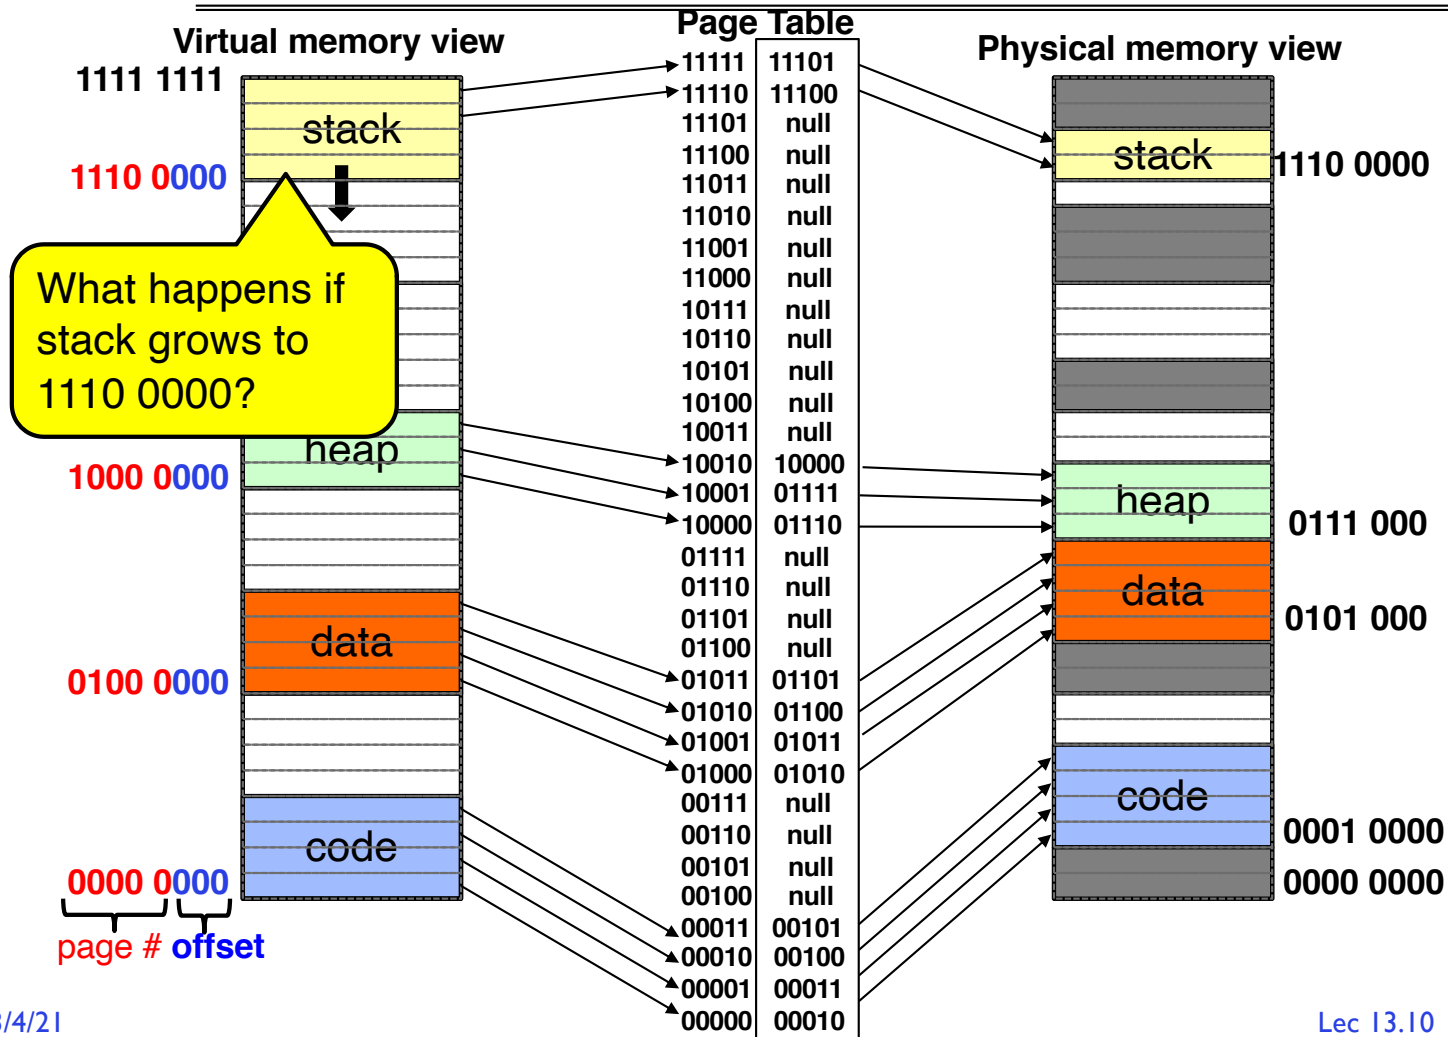 Page Table
Virtual memory view
Physical memory view
1111 1111
stack
1110 0000
What happens if
stack grows to
1110 0000?
heap
1000 0000
data
0100 0000
code
0000 0000
page # offset
11111 11101
11110 11100
11101 null
11100 null
11011 null
11010 null
11001 null
11000 null
10111 null
10110 null
10101 null
10100 null
10011 null
10010 10000
10001 01111
10000 01110
01111 null
01110 null
01101 null
01100 null
01011 01101
01010 01100
01001 01011
01000 01010
00111 null
00110 null
00101 null
00100 null
00011 00101
00010 00100
00001 00011
00000 00010
stack
1110 0000
heap
0111 000
data
0101 000
code
0001 0000
0000 0000
/4/21
Lec 13.10